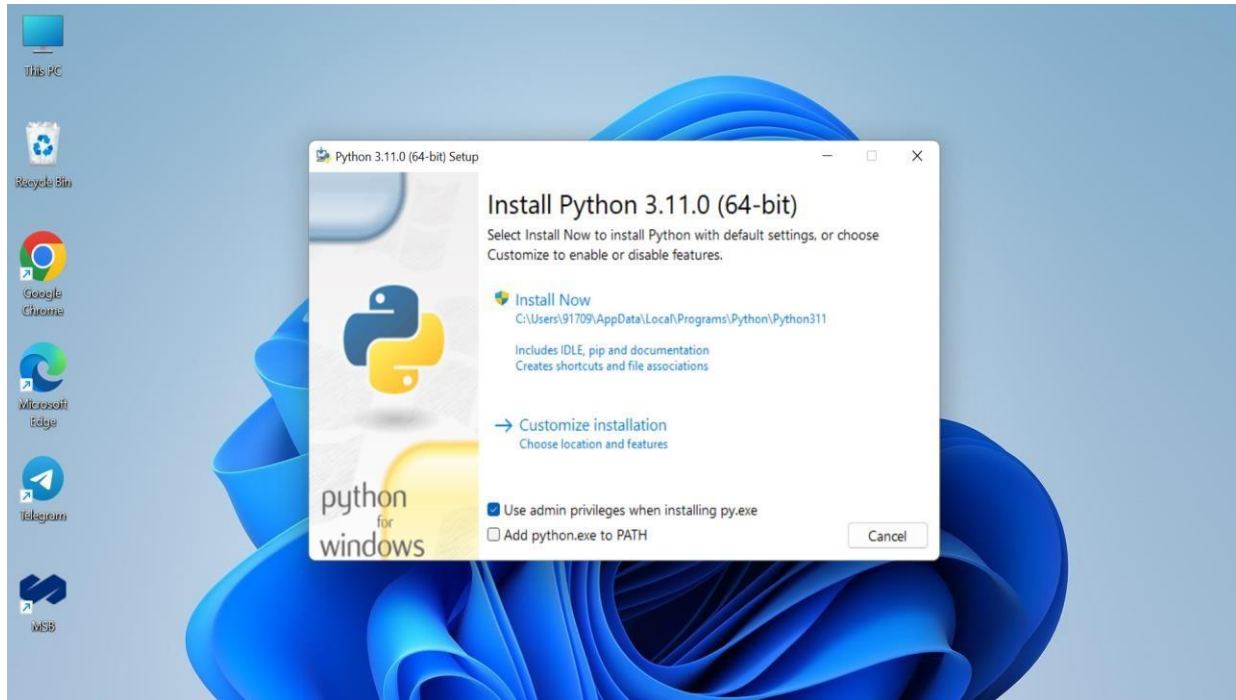 This PC
Recycle Bin
Google
Chrome
Microsoft
Edge
Telegram
MSB
Python 3.11.0 (64-bit) Setup
Install Python 3.11.0 (64-bit)
Select Install Now to install Python with default settings, or choose
Customize to enable or disable features.
Install Now
C:\Users\91709\AppData\Local\Programs\Python\Python311
Includes IDLE, pip and documentation
Creates shortcuts and file associations
→ Customize installation
Choose location and features
python
for
windows
Use admin privileges when installing py.exe
Add python.exe to PATH
Cancel